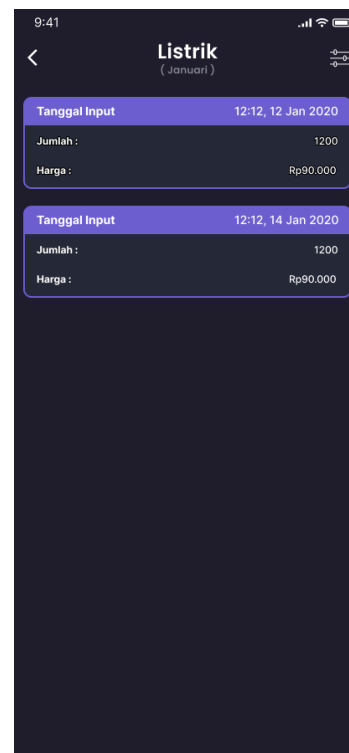 9:41
Listrik
( Januari )
Tanggal Input 12:12, 12 Jan 2020
Jumlah : 1200
Harga : Rp90.000
Tanggal Input 12:12, 14 Jan 2020
Jumlah : 1200
Harga : Rp90.000